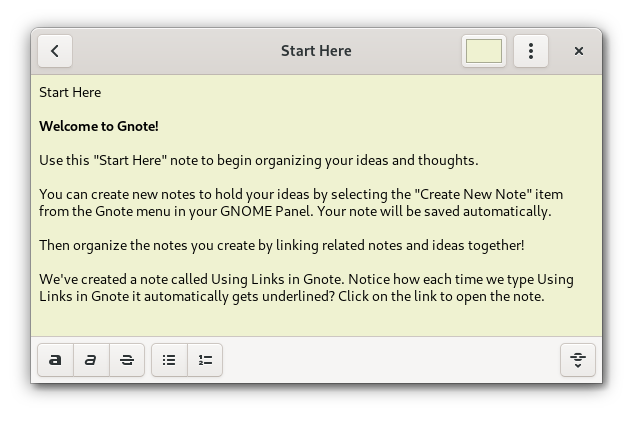 Start Here
Start Here
Welcome to Gnote!
Use this "Start Here" note to begin organizing your ideas and thoughts.
You can create new notes to hold your ideas by selecting the "Create New Note" item
from the Gnote menu in your GNOME Panel. Your note will be saved automatically.
Then organize the notes you create by linking related notes and ideas together!
We've created a note called Using Links in Gnote. Notice how each time we type Using
Links in Gnote it automatically gets underlined? Click on the link to open the note.
a a